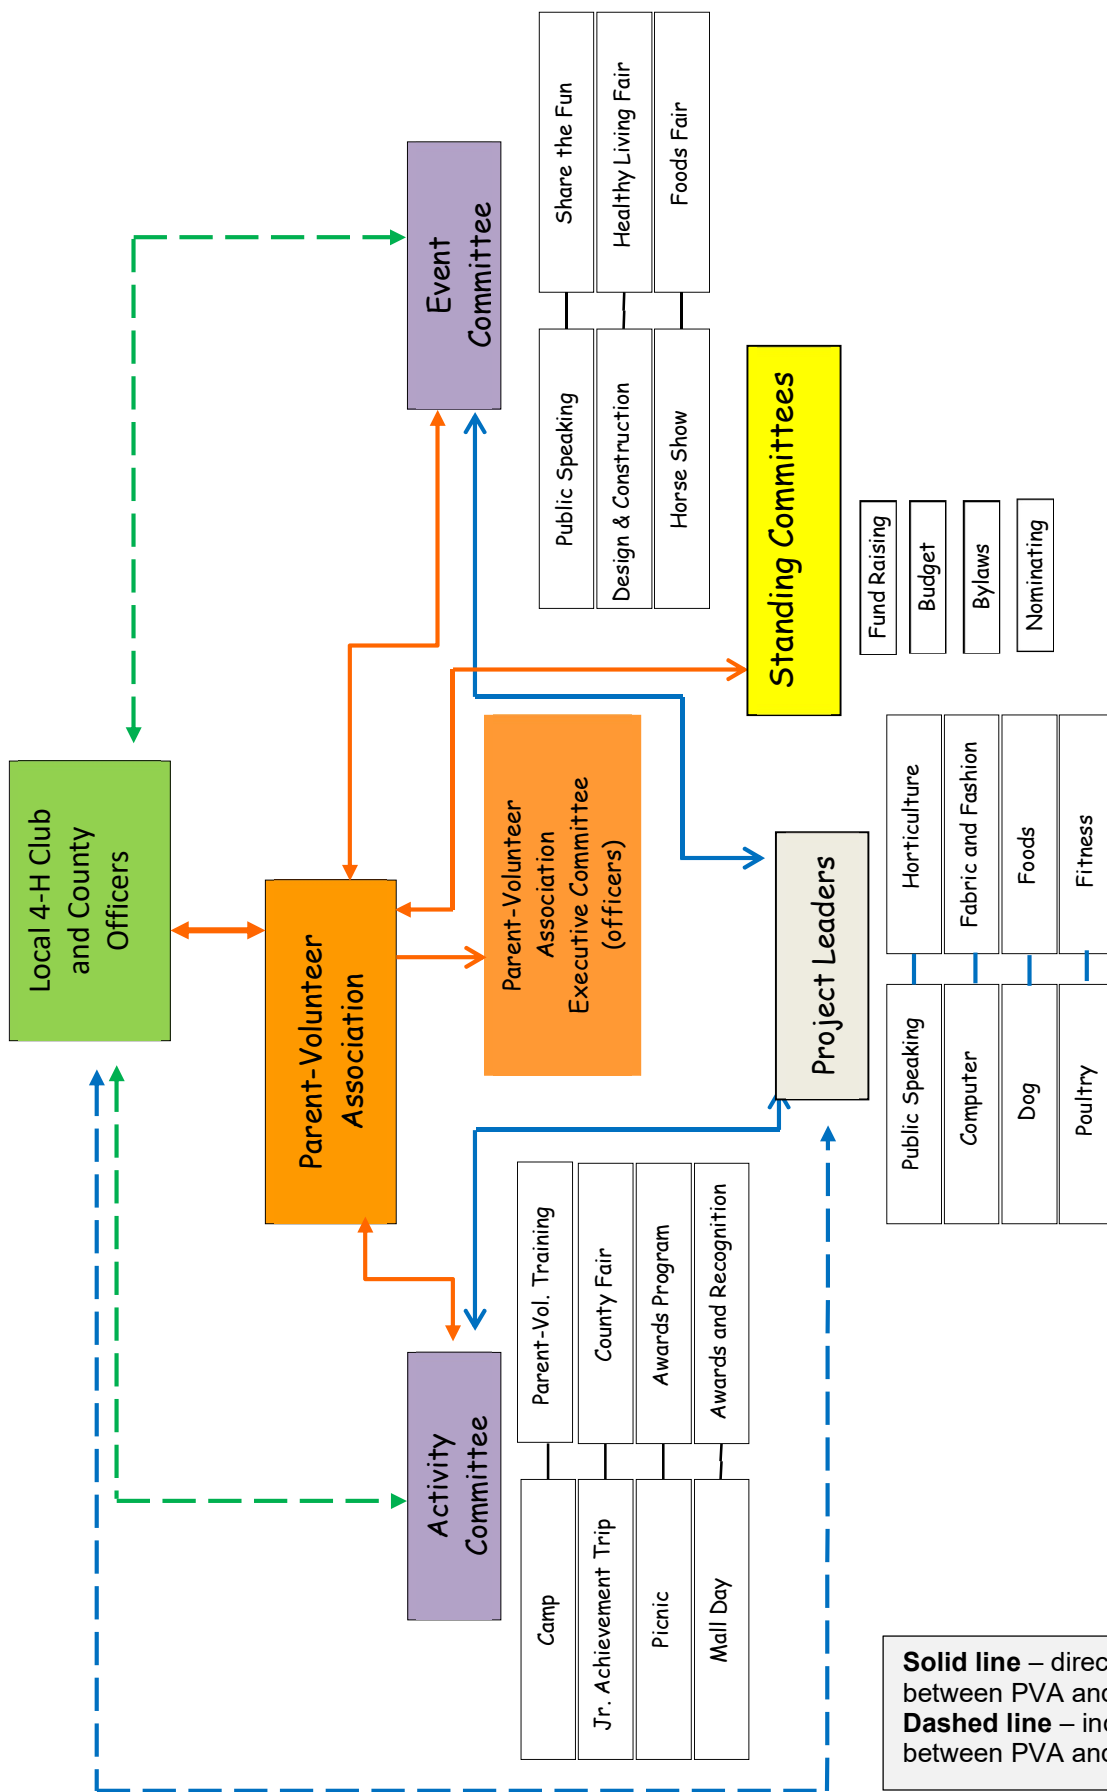 Local 4-H Club
and County
Officers
Parent-Volunteer
Association
Parent-Volunteer
Association
Executive Committee
(officers)
Activity
Committee
Camp
Parent-Vol. Training
Jr. Achievement Trip
County Fair
Picnic
Awards Program
Mall Day
Awards and Recognition
Event
Committee
Public Speaking
Share the Fun
Design & Construction
Healthy Living Fair
Horse Show
Foods Fair
Standing Committees
Fund Raising
Budget
Bylaws
Nominating
Project Leaders
Public Speaking
Horticulture
Computer
Fabric and Fashion
Dog
Foods
Poultry
Fitness
Solid line –
between PVA and
Dashed line –
between PVA and